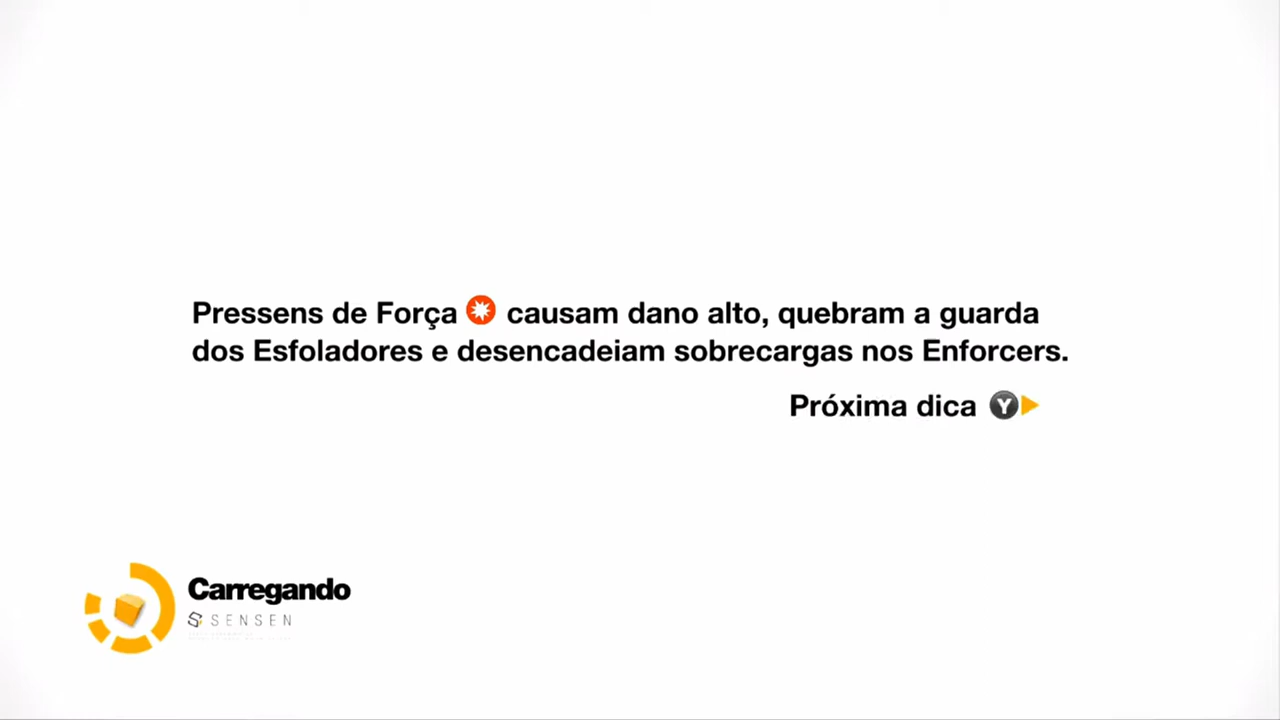 Pressens de Força causam dano alto, quebram a guarda
dos Esfoladores e desencadeiam sobrecargas nos Enforcers.
Próxima dica Y
Carregando
SENSEN